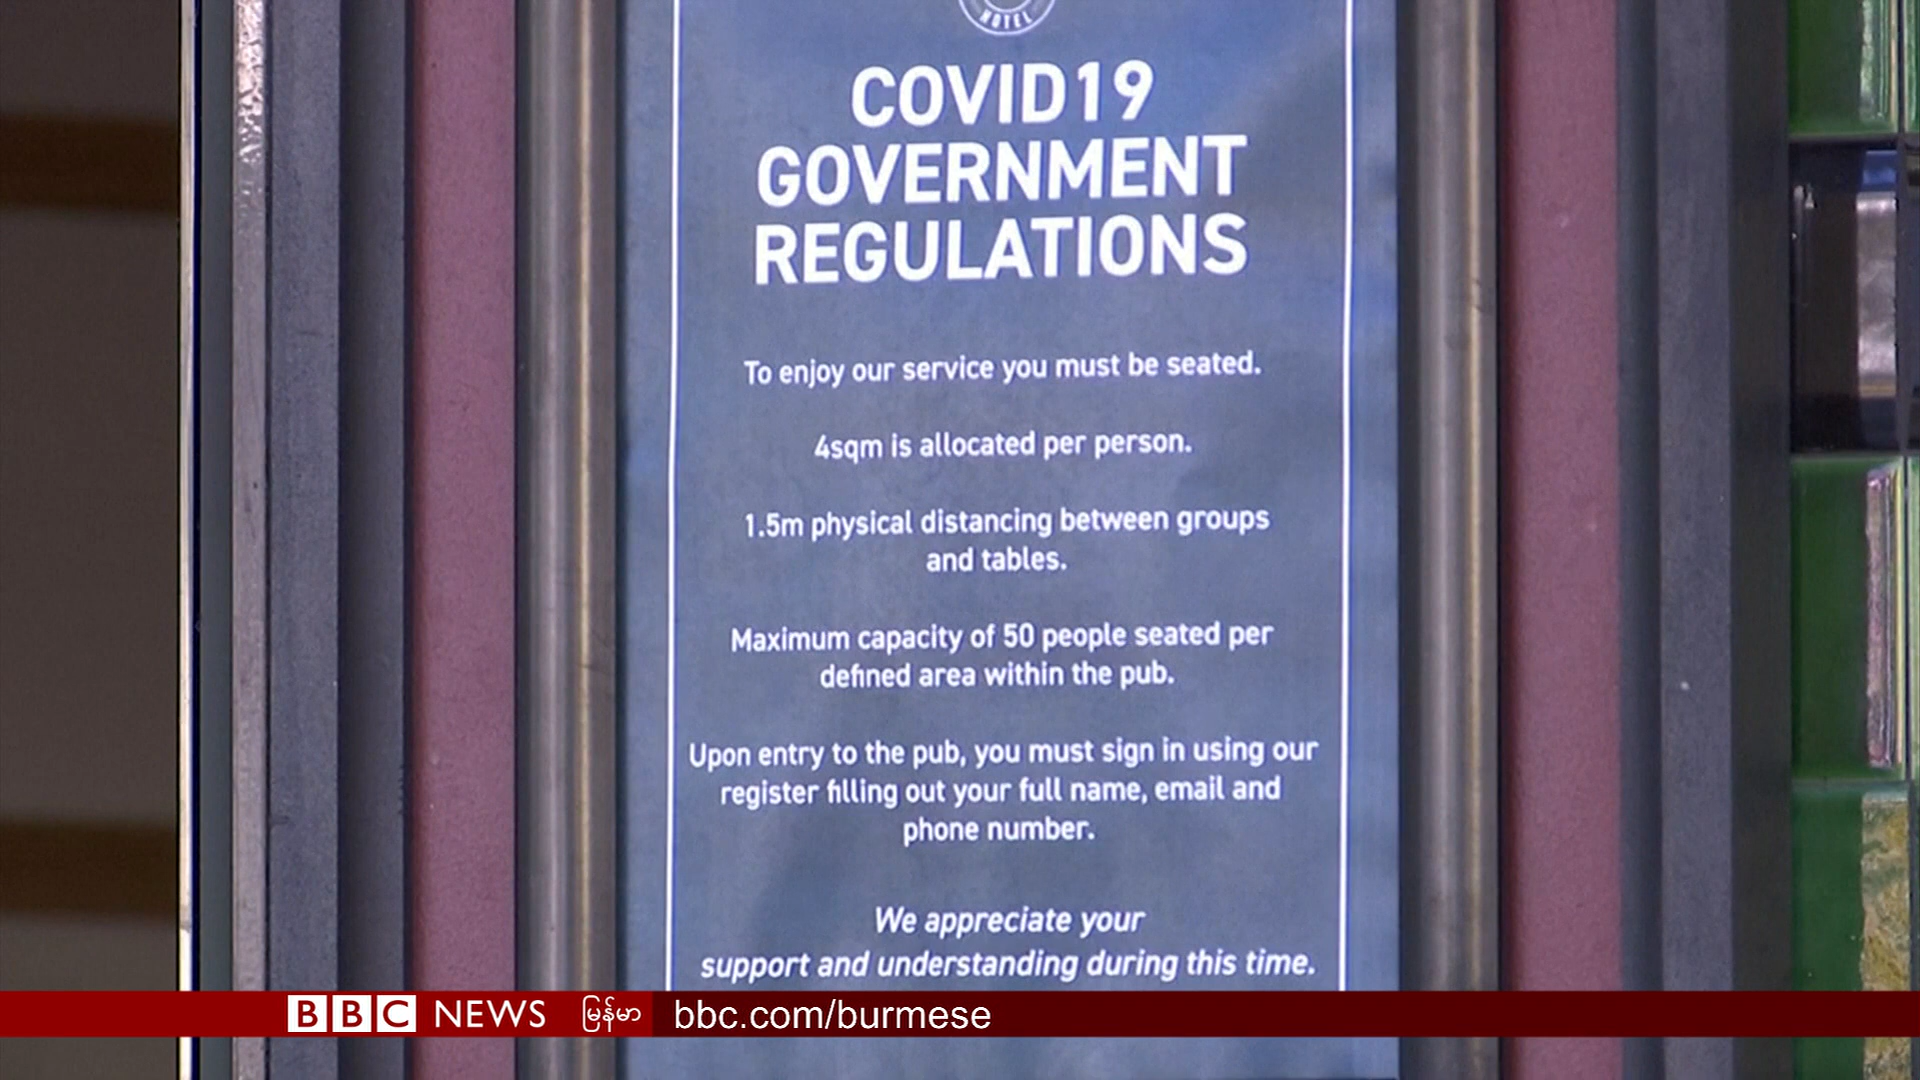 HOTEL
COVID19
GOVERNMENT
REGULATIONS
To enjoy our service you must be seated.
4sqm is allocated per person.
1.5m physical distancing between groups
and tables.
Maximum capacity of 50 people seated per
defined area within the pub.
Upon entry to the pub, you must sign in using our
register filling out your full name, email and
phone number.
We appreciate your
support and understanding during this time.
BBC NEWS မြန်မာ bbc.com/burmese